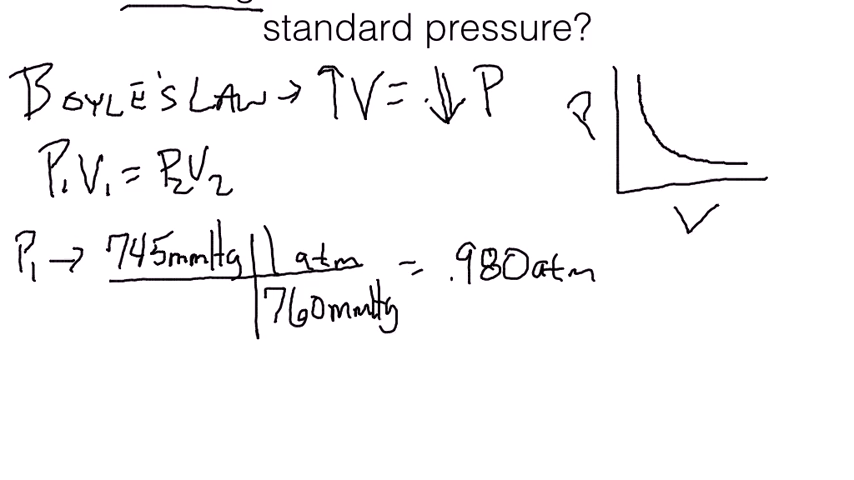 standard pressure?
BOYLE'S LAW → ↑V = ↓P
P₁V₁ = P₂V₂
P
V
P₁ → 745mmHg | 1 atm = .980atm
760mmHg